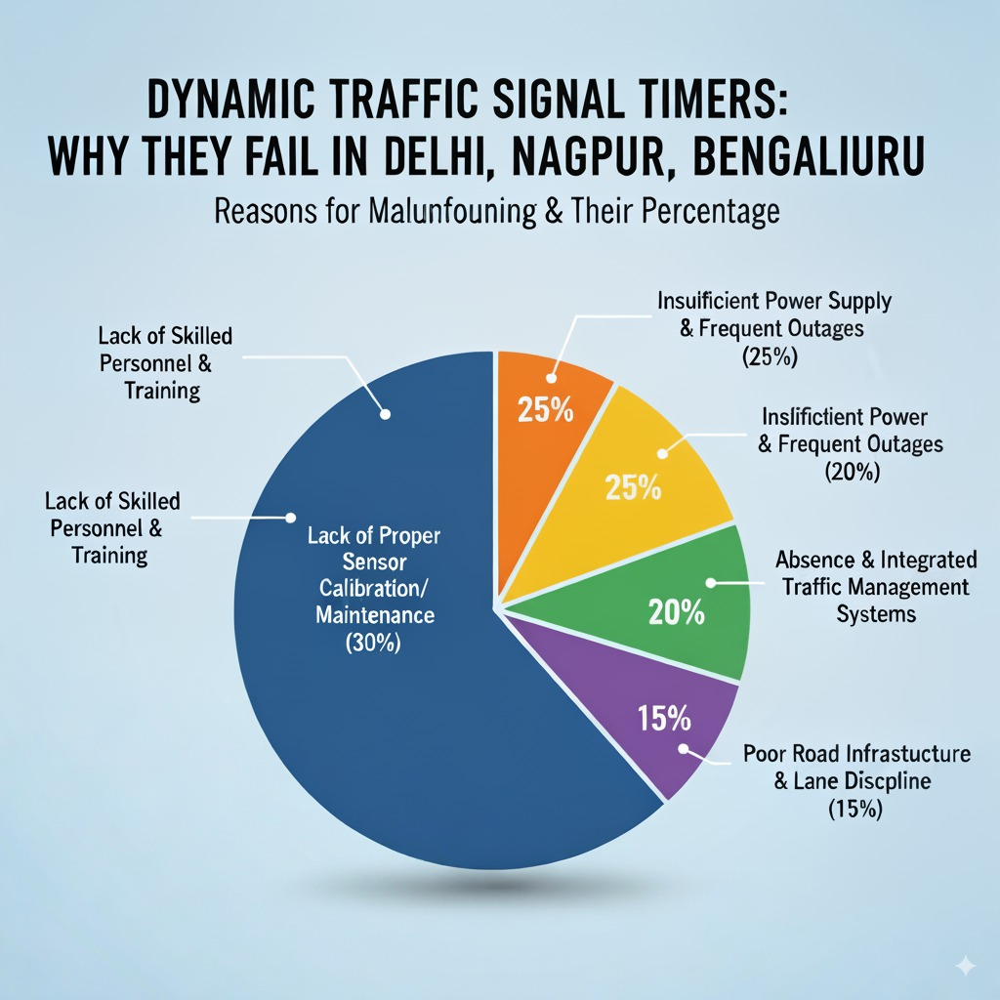 DYNAMIC TRAFFIC SIGNAL TIMERS:
WHY THEY FAIL IN DELHI, NAGPUR, BENGALIURU
Reasons for Malunfouning & Their Percentage
Lack of Skilled
Personnel &
Training
Lack of Skilled
Personnel &
Training
Lack of Proper
Sensor
Calibration/
Maintenance
(30%)
25%
Insuificient Power Supply
& Frequent Outages
(25%)
25%
Inslifictient Power
& Frequent Outages
(20%)
20%
Absence & Integrated
Traffic Management
Systems
15%
Poor Road Infrastucture
& Lane Discpline
(15%)